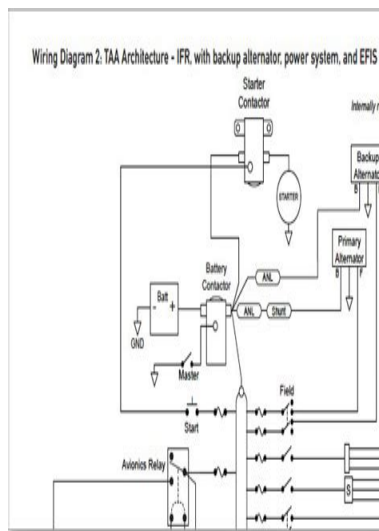 Wiring Diagram 2: TAA Architecture - IFR, with backup alternator, power system, and EFIS
Starter
Contactor
Internally
Backup
Alternator
B
STARTER
Primary
Alternator
B F
Battery
Contactor
ANL
Batt
- +
ANL Shunt
GND
Master
Field
Start
Avionics Relay
S